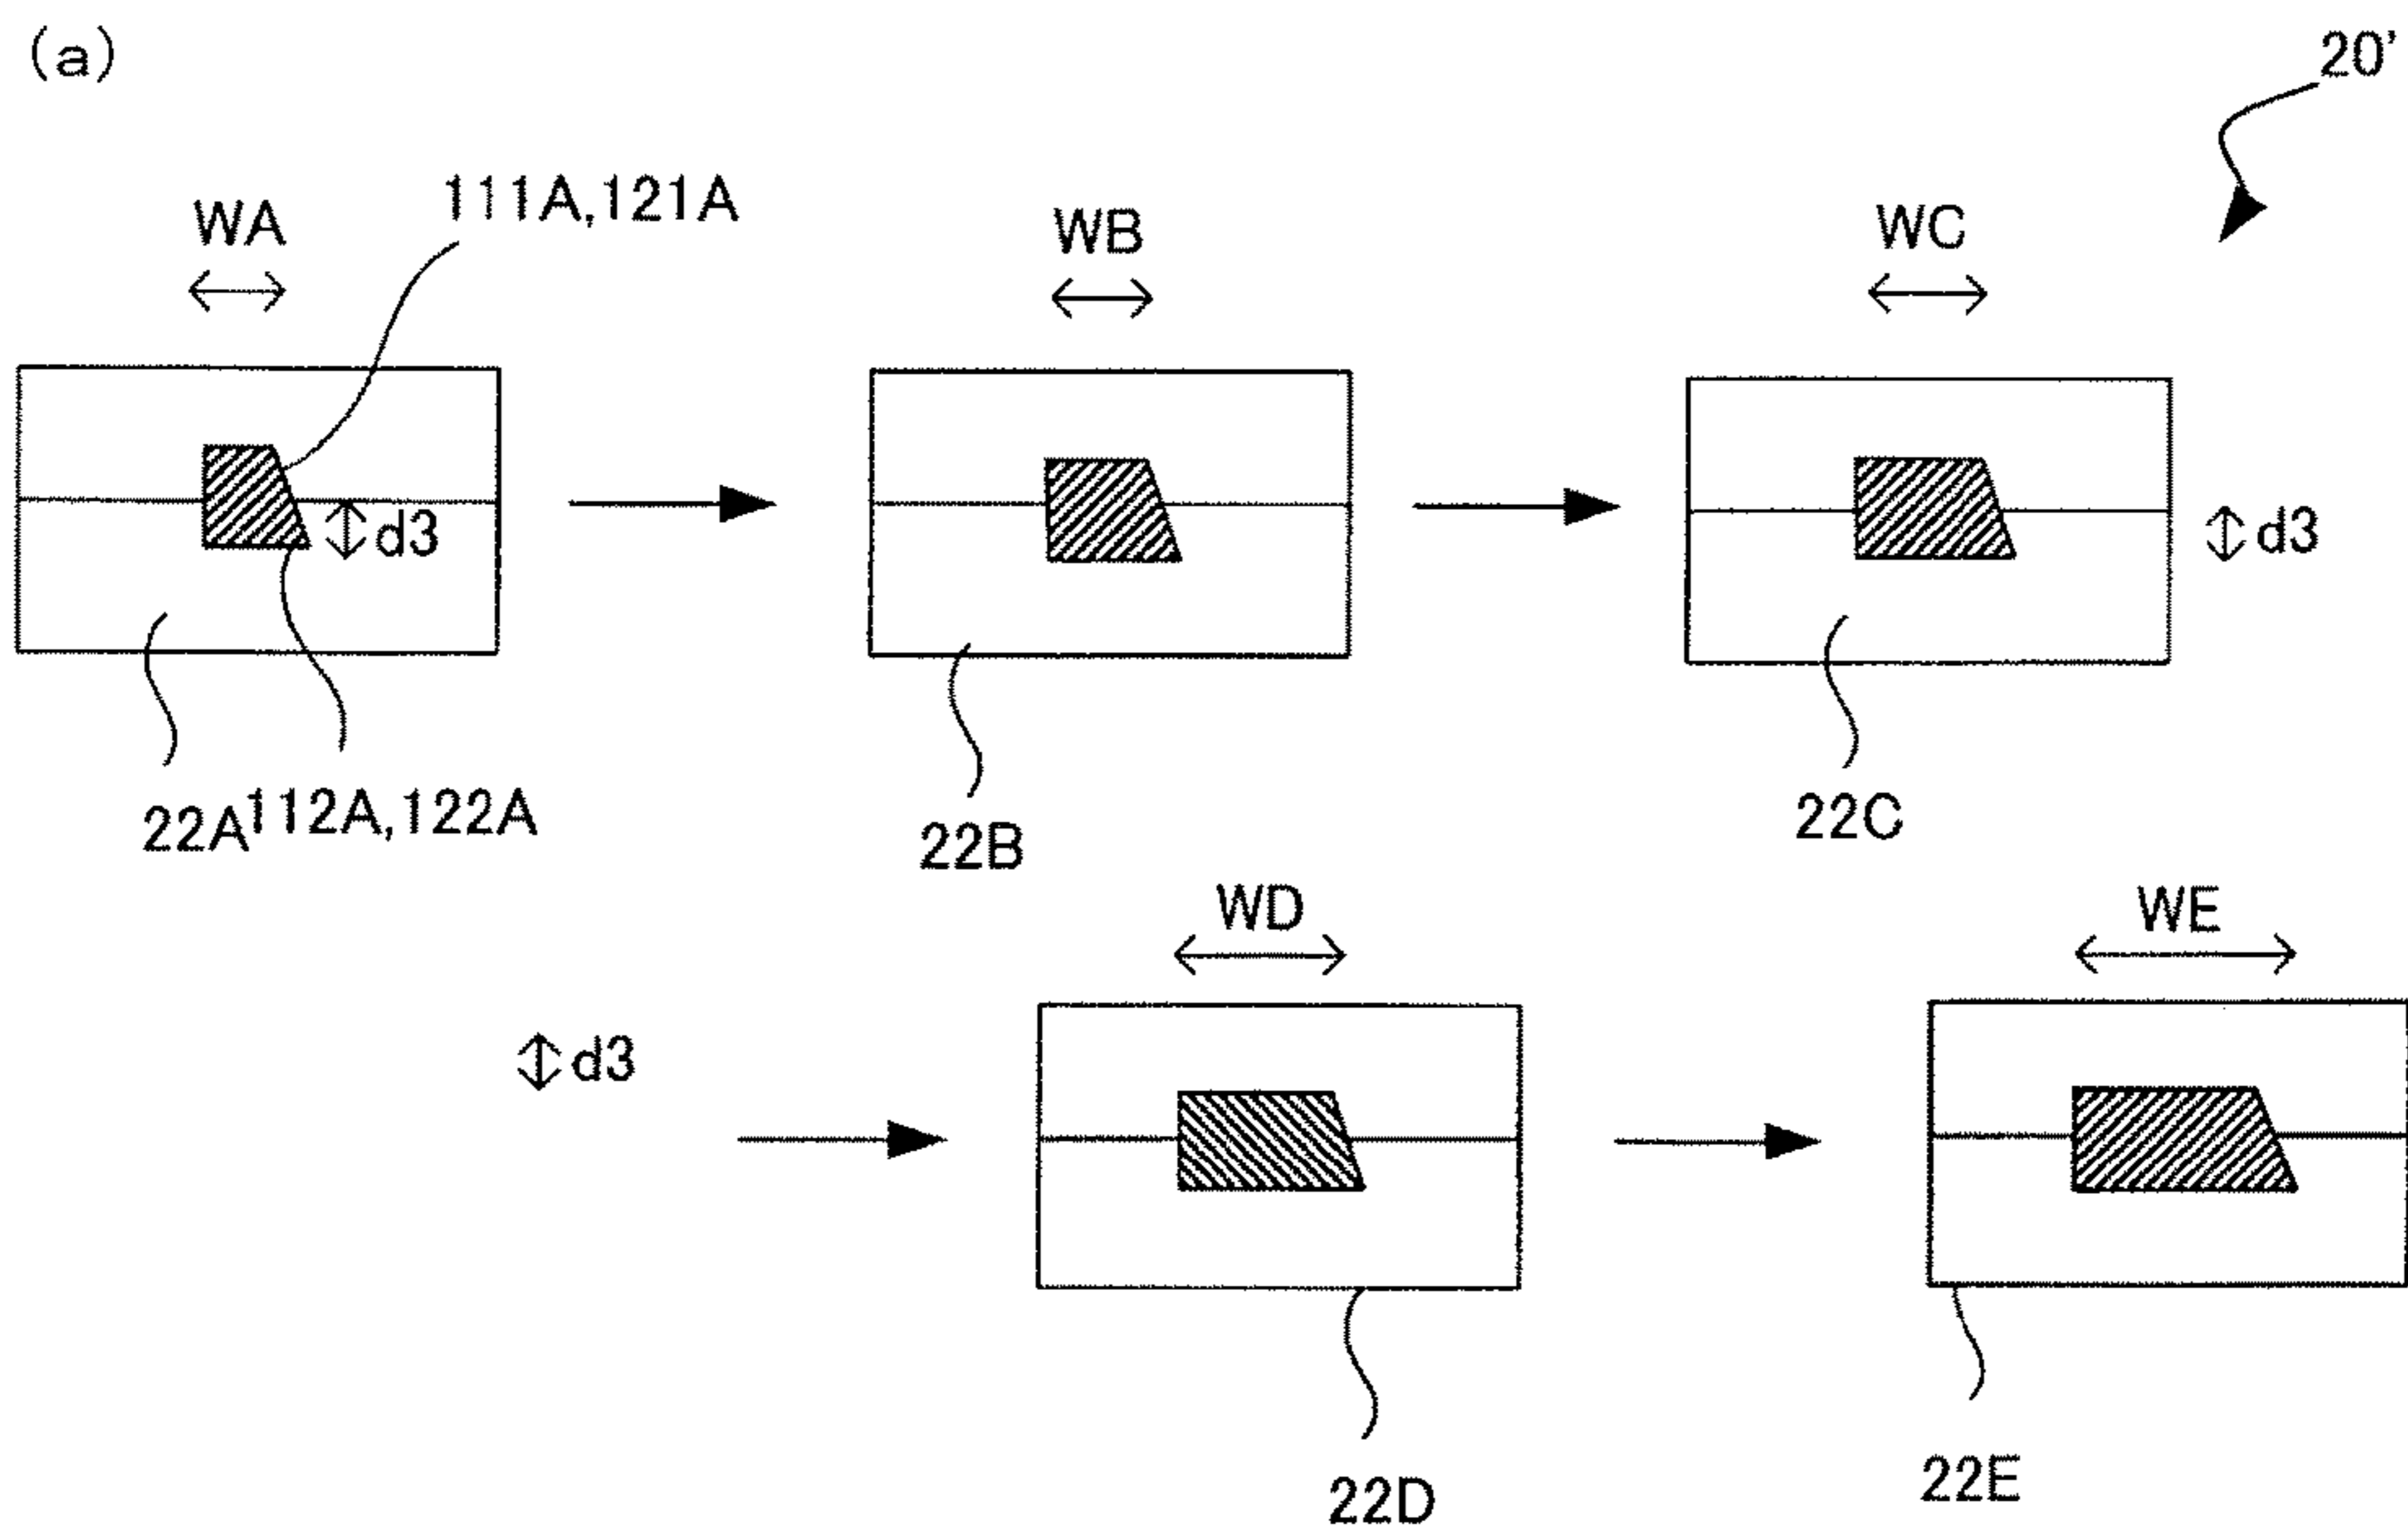 (a)
20'
WA
111A,121A
WB
WC
d3
d3
22A
112A,122A
22B
22C
WD
WE
d3
22D
22E